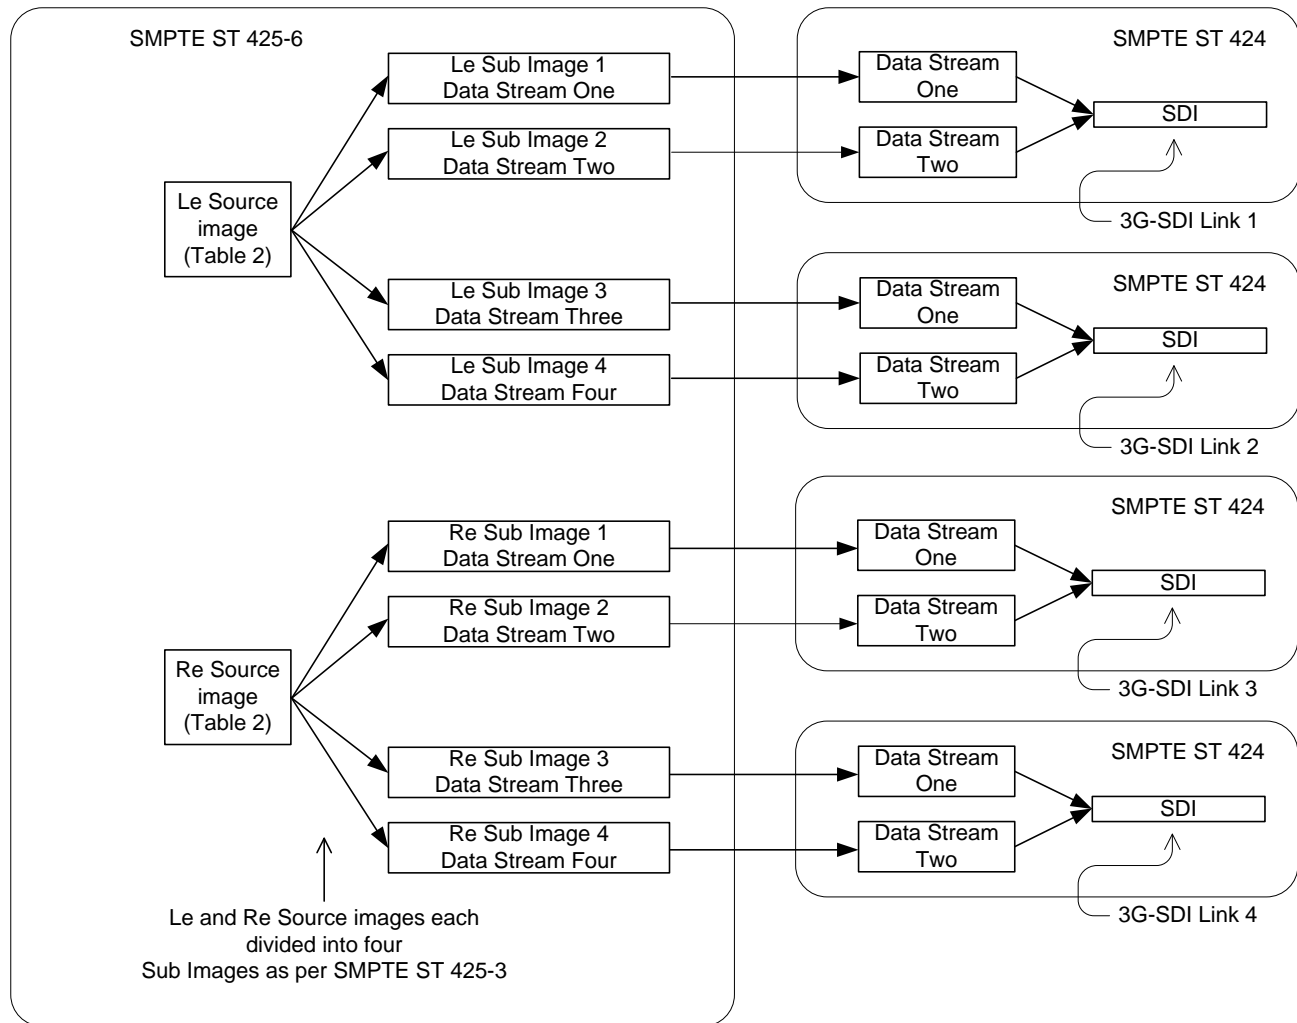 SMPTE ST 425-6
SMPTE ST 424
Le Sub Image 1
Data Stream One
Data Stream
One
SDI
Le Sub Image 2
Data Stream Two
Data Stream
Two
Le Source
image
(Table 2)
3G-SDI Link 1
Le Sub Image 3
Data Stream Three
Data Stream
One
SMPTE ST 424
SDI
Le Sub Image 4
Data Stream Four
Data Stream
Two
3G-SDI Link 2
SMPTE ST 424
Re Sub Image 1
Data Stream One
Data Stream
One
SDI
Re Sub Image 2
Data Stream Two
Data Stream
Two
Re Source
image
(Table 2)
3G-SDI Link 3
SMPTE ST 424
Re Sub Image 3
Data Stream Three
Data Stream
One
SDI
Re Sub Image 4
Data Stream Four
Data Stream
Two
3G-SDI Link 4
Le and Re Source images each
divided into four
Sub Images as per SMPTE ST 425-3